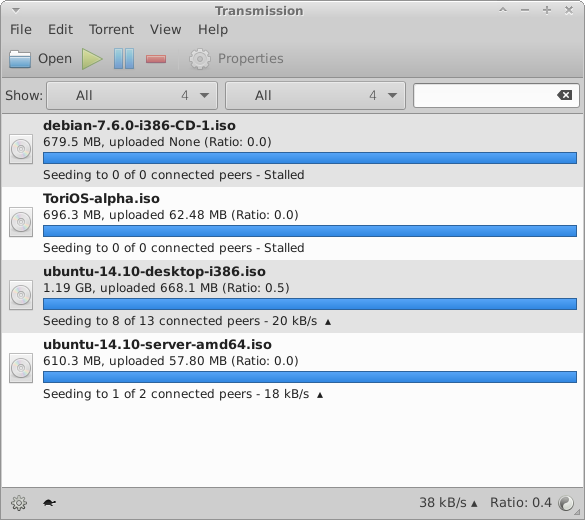 Transmission
File Edit Torrent View Help
Open Properties
Show: All 4 All 4
debian-7.6.0-i386-CD-1.iso
679.5 MB, uploaded None (Ratio: 0.0)
Seeding to 0 of 0 connected peers - Stalled
ToriOS-alpha.iso
696.3 MB, uploaded 62.48 MB (Ratio: 0.0)
Seeding to 0 of 0 connected peers - Stalled
ubuntu-14.10-desktop-i386.iso
1.19 GB, uploaded 668.1 MB (Ratio: 0.5)
Seeding to 8 of 13 connected peers - 20 kB/s ▲
ubuntu-14.10-server-amd64.iso
610.3 MB, uploaded 57.80 MB (Ratio: 0.0)
Seeding to 1 of 2 connected peers - 18 kB/s ▲
38 kB/s ▲ Ratio: 0.4